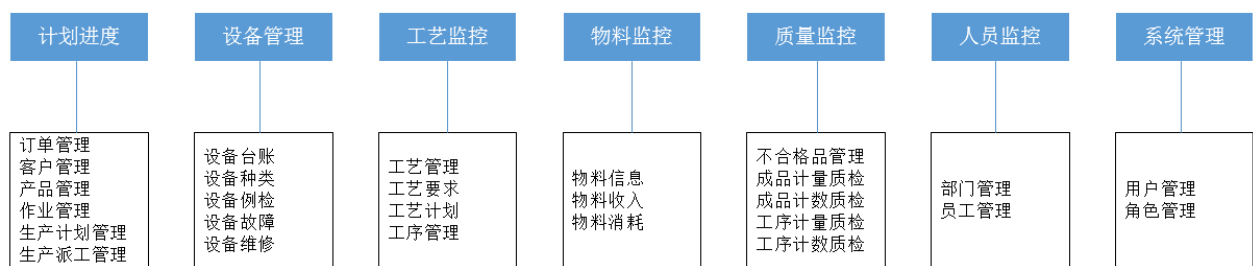 计划进度
设备管理
工艺监控
物料监控
质量监控
人员监控
系统管理
订单管理
客户管理
产品管理
作业管理
生产计划管理
生产派工管理
设备台账
设备种类
设备例检
设备故障
设备维修
工艺管理
工艺要求
工艺计划
工序管理
物料信息
物料收入
物料消耗
不合格品管理
成品计量质检
成品计数质检
工序计量质检
工序计数质检
部门管理
员工管理
用户管理
角色管理